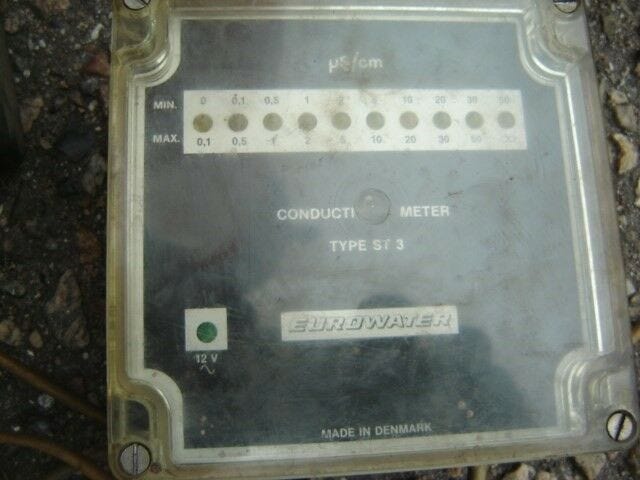 µS/cm
MIN. 0 0,1 0,5 1 2 5 10 20 30 50
MAX. 0,1 0,5 1 2 5 10 20 30 50
CONDUCTI METER
TYPE ST 3
EUROWATER
12 V
∿
MADE IN DENMARK